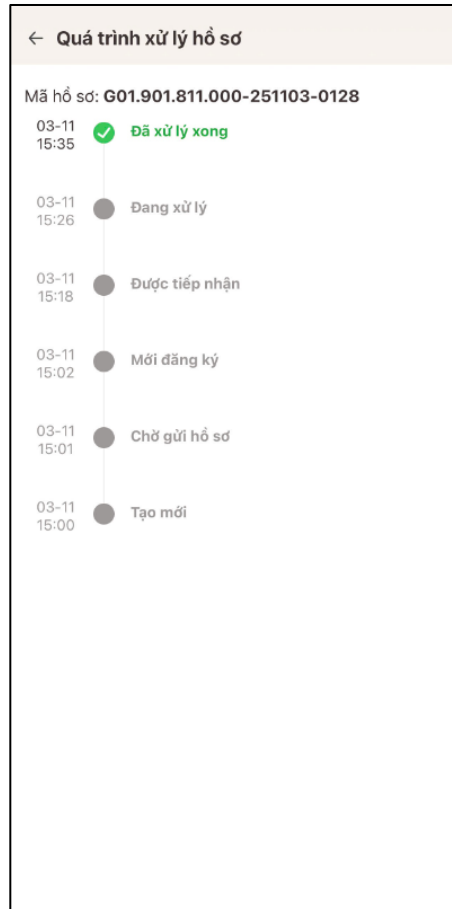 ← Quá trình xử lý hồ sơ
Mã hồ sơ: G01.901.811.000-251103-0128
03-11
15:35
Đã xử lý xong
03-11
15:26
Đang xử lý
03-11
15:18
Được tiếp nhận
03-11
15:02
Mới đăng ký
03-11
15:01
Chờ gửi hồ sơ
03-11
15:00
Tạo mới